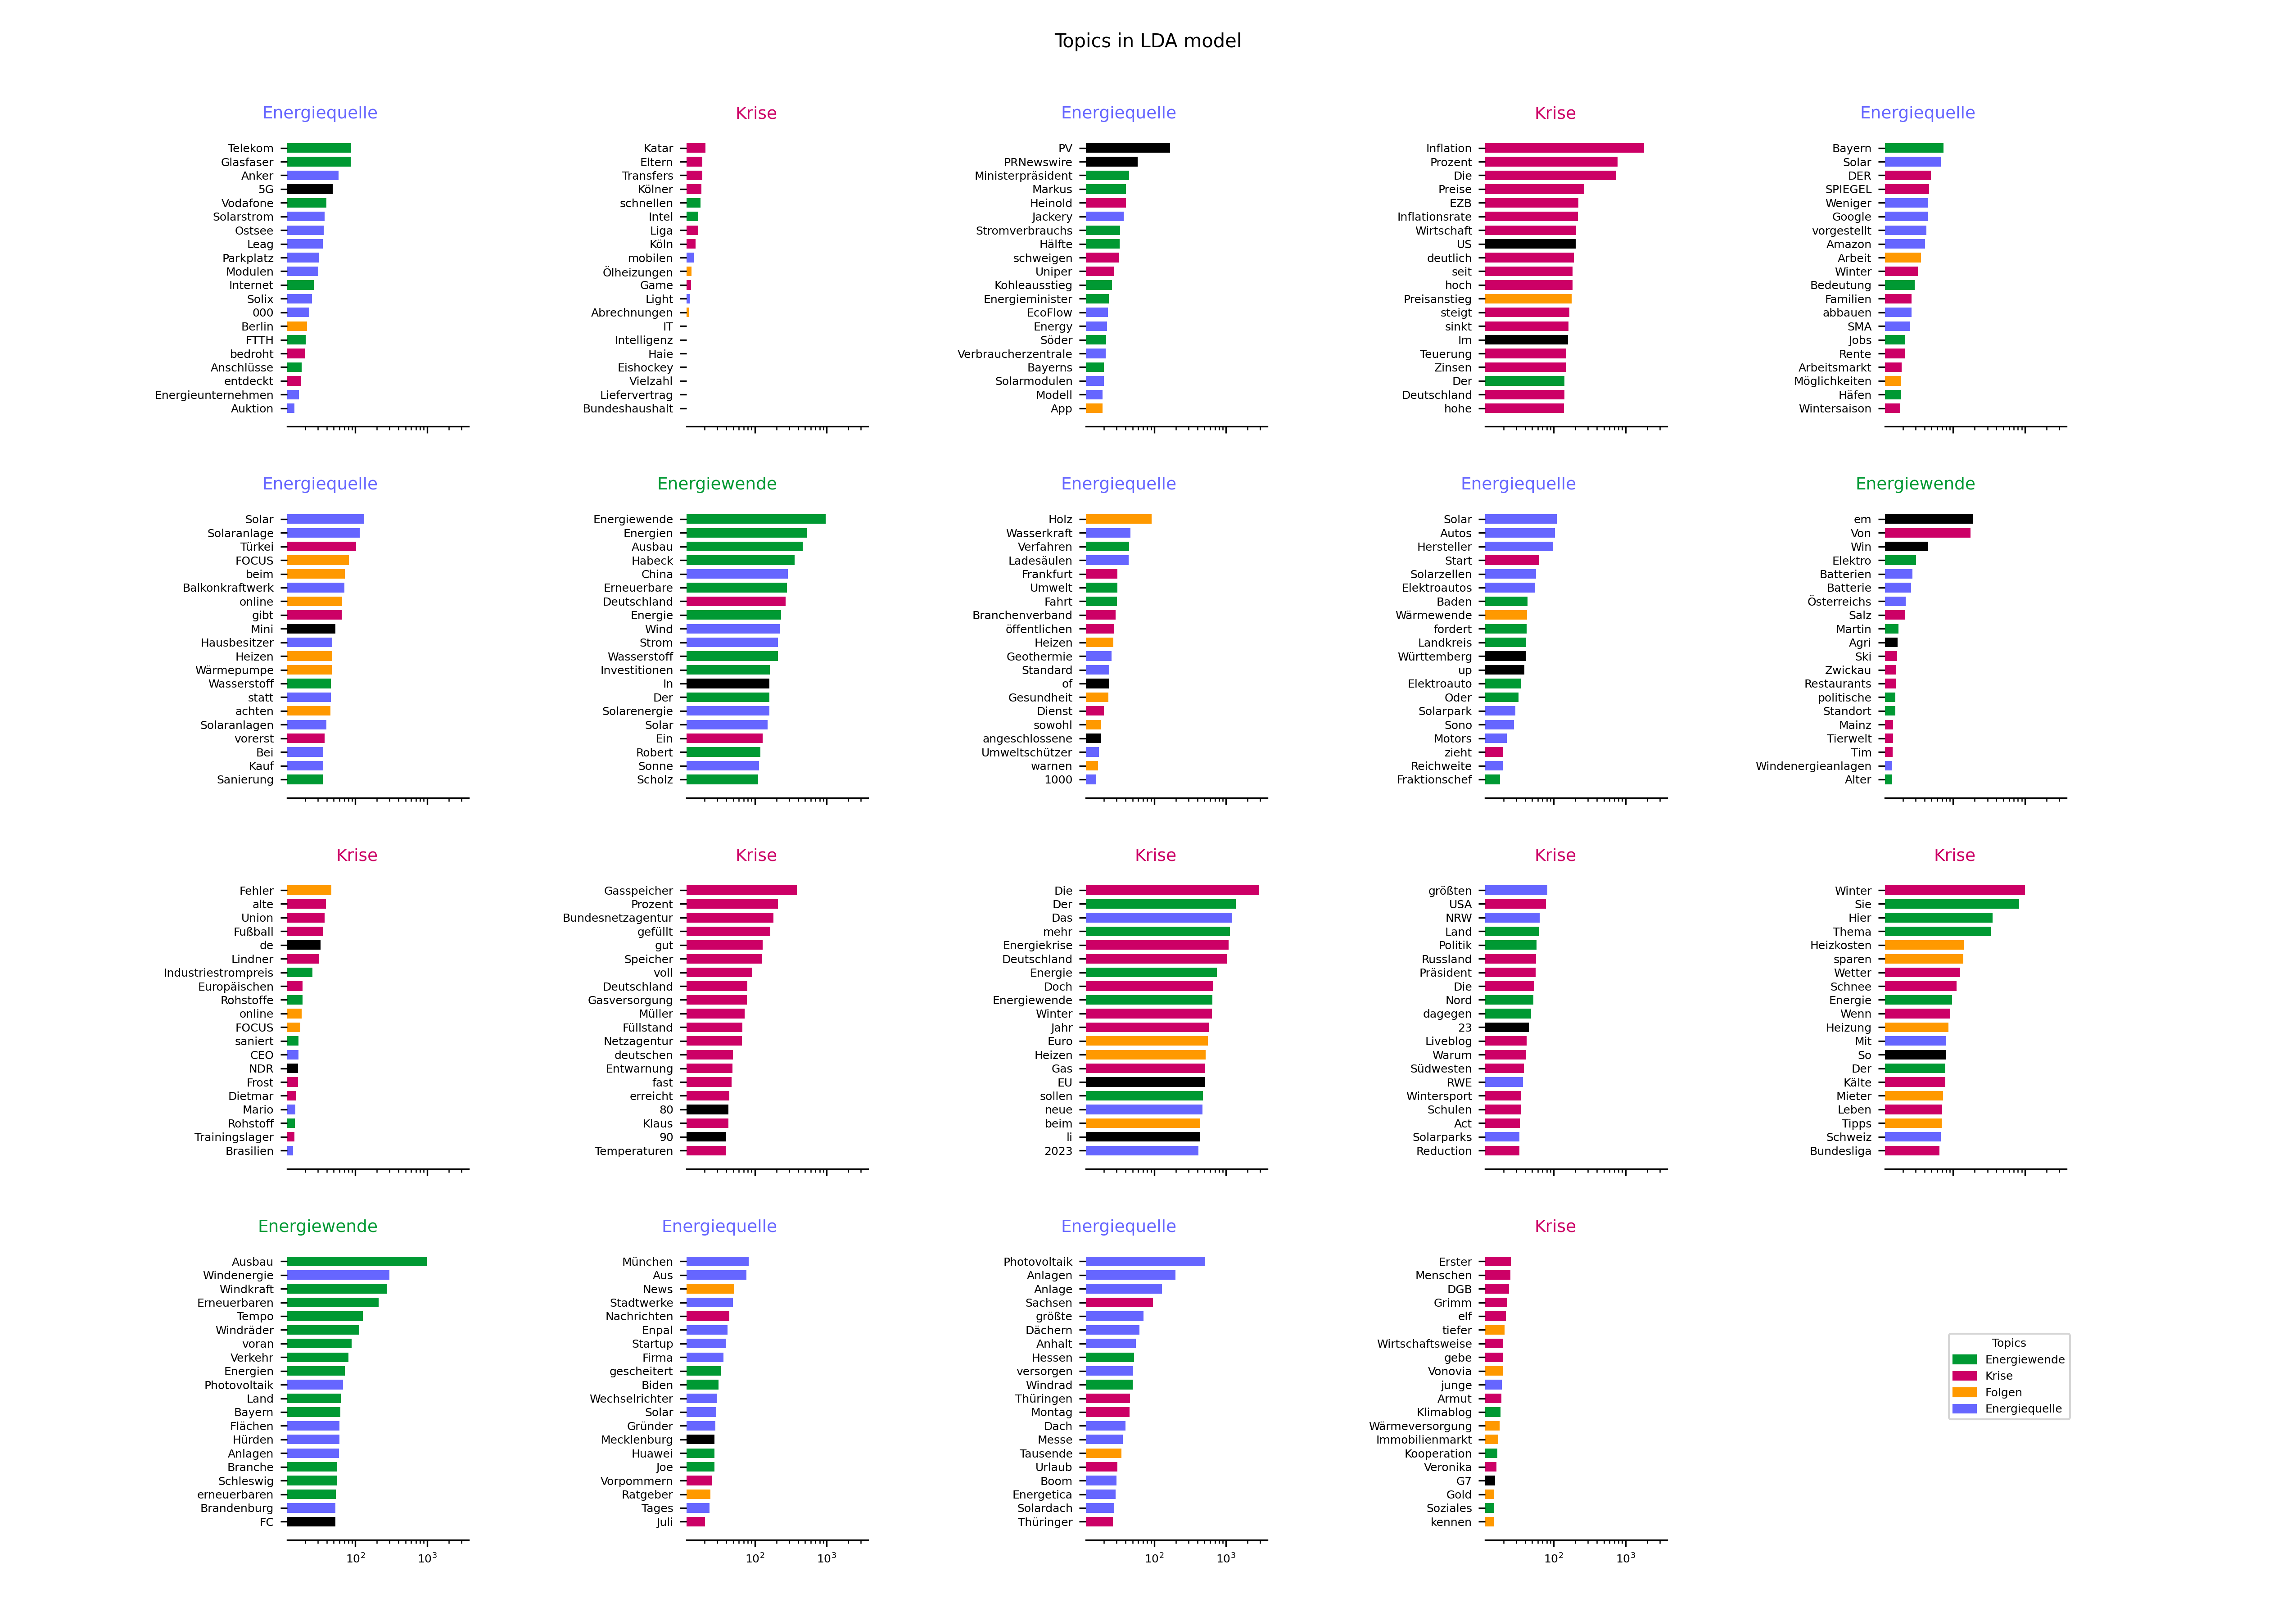 Topics in LDA model
Energiequelle
Telekom
Glasfaser
Anker
5G
Vodafone
Solarstrom
Ostsee
Leag
Parkplatz
Modulen
Internet
Solix
000
Berlin
FTTH
bedroht
Anschlüsse
entdeckt
Energieunternehmen
Auktion
Krise
Katar
Eltern
Transfers
Kölner
schnellen
Intel
Liga
Köln
mobilen
Ölheizungen
Game
Light
Abrechnungen
IT
Intelligenz
Haie
Eishockey
Vielzahl
Liefervertrag
Bundeshaushalt
Energiequelle
PV
PRNewswire
Ministerpräsident
Markus
Heinold
Jackery
Stromverbrauchs
Hälfte
schweigen
Uniper
Kohleausstieg
Energieminister
EcoFlow
Energy
Söder
Verbraucherzentrale
Bayerns
Solarmodulen
Modell
App
Krise
Inflation
Prozent
Die
Preise
EZB
Inflationsrate
Wirtschaft
US
deutlich
seit
hoch
Preisanstieg
steigt
sinkt
Im
Teuerung
Zinsen
Der
Deutschland
hohe
Energiequelle
Bayern
Solar
DER
SPIEGEL
Weniger
Google
vorgestellt
Amazon
Arbeit
Winter
Bedeutung
Familien
abbauen
SMA
Jobs
Rente
Arbeitsmarkt
Möglichkeiten
Häfen
Wintersaison
Energiequelle
Solar
Solaranlage
Türkei
FOCUS
beim
Balkonkraftwerk
online
gibt
Mini
Hausbesitzer
Heizen
Wärmepumpe
Wasserstoff
statt
achten
Solaranlagen
vorerst
Bei
Kauf
Sanierung
Energiewende
Energiewende
Energien
Ausbau
Habeck
China
Erneuerbare
Deutschland
Energie
Wind
Strom
Wasserstoff
Investitionen
In
Der
Solarenergie
Solar
Ein
Robert
Sonne
Scholz
Energiequelle
Holz
Wasserkraft
Verfahren
Ladesäulen
Frankfurt
Umwelt
Fahrt
Branchenverband
öffentlichen
Heizen
Geothermie
Standard
of
Gesundheit
Dienst
sowohl
angeschlossene
Umweltschützer
warnen
1000
Energiequelle
Solar
Autos
Hersteller
Start
Solarzellen
Elektroautos
Baden
Wärmewende
fordert
Landkreis
Württemberg
up
Elektroauto
Oder
Solarpark
Sono
Motors
zieht
Reichweite
Fraktionschef
Energiewende
em
Von
Win
Elektro
Batterien
Batterie
Österreichs
Salz
Martin
Agri
Ski
Zwickau
Restaurants
politische
Standort
Mainz
Tierwelt
Tim
Windenergieanlagen
Alter
Krise
Fehler
alte
Union
Fußball
de
Lindner
Industriestrompreis
Europäischen
Rohstoffe
online
FOCUS
saniert
CEO
NDR
Frost
Dietmar
Mario
Rohstoff
Trainingslager
Brasilien
Krise
Gasspeicher
Prozent
Bundesnetzagentur
gefüllt
gut
Speicher
voll
Deutschland
Gasversorgung
Müller
Füllstand
Netzagentur
deutschen
Entwarnung
fast
erreicht
80
Klaus
90
Temperaturen
Krise
Die
Der
Das
mehr
Energiekrise
Deutschland
Energie
Doch
Energiewende
Winter
Jahr
Euro
Heizen
Gas
EU
sollen
neue
beim
li
2023
Krise
größten
USA
NRW
Land
Politik
Russland
Präsident
Die
Nord
dagegen
23
Liveblog
Warum
Südwesten
RWE
Wintersport
Schulen
Act
Solarparks
Reduction
Krise
Winter
Sie
Hier
Thema
Heizkosten
sparen
Wetter
Schnee
Energie
Wenn
Heizung
Mit
So
Der
Kälte
Mieter
Leben
Tipps
Schweiz
Bundesliga
Energiewende
Ausbau
Windenergie
Windkraft
Erneuerbaren
Tempo
Windräder
voran
Verkehr
Energien
Photovoltaik
Land
Bayern
Flächen
Hürden
Anlagen
Branche
Schleswig
erneuerbaren
Brandenburg
FC
10² 10³
Energiequelle
München
Aus
News
Stadtwerke
Nachrichten
Enpal
Startup
Firma
gescheitert
Biden
Wechselrichter
Solar
Gründer
Mecklenburg
Huawei
Joe
Vorpommern
Ratgeber
Tages
Juli
10² 10³
Energiequelle
Photovoltaik
Anlagen
Anlage
Sachsen
größte
Dächern
Anhalt
Hessen
versorgen
Windrad
Thüringen
Montag
Dach
Messe
Tausende
Urlaub
Boom
Energetica
Solardach
Thüringer
10² 10³
Krise
Erster
Menschen
DGB
Grimm
elf
tiefer
Wirtschaftsweise
gebe
Vonovia
junge
Armut
Klimablog
Wärmeversorgung
Immobilienmarkt
Kooperation
Veronika
G7
Gold
Soziales
kennen
10² 10³
Topics
Energiewende
Krise
Folgen
Energiequelle